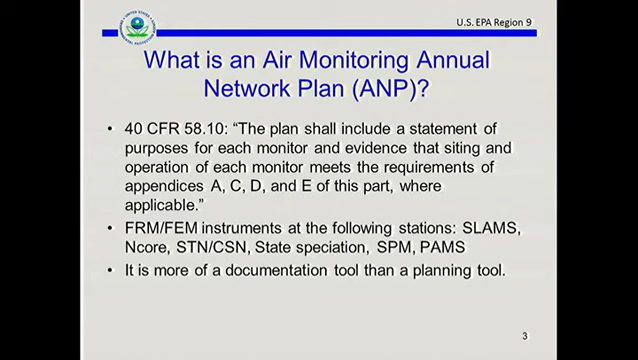 U.S. EPA Region 9
What is an Air Monitoring Annual
Network Plan (ANP)?
• 40 CFR 58.10: “The plan shall include a statement of
purposes for each monitor and evidence that siting and
operation of each monitor meets the requirements of
appendices A, C, D, and E of this part, where
applicable.”
• FRM/FEM instruments at the following stations: SLAMS,
Ncore, STN/CSN, State speciation, SPM, PAMS
• It is more of a documentation tool than a planning tool.
3